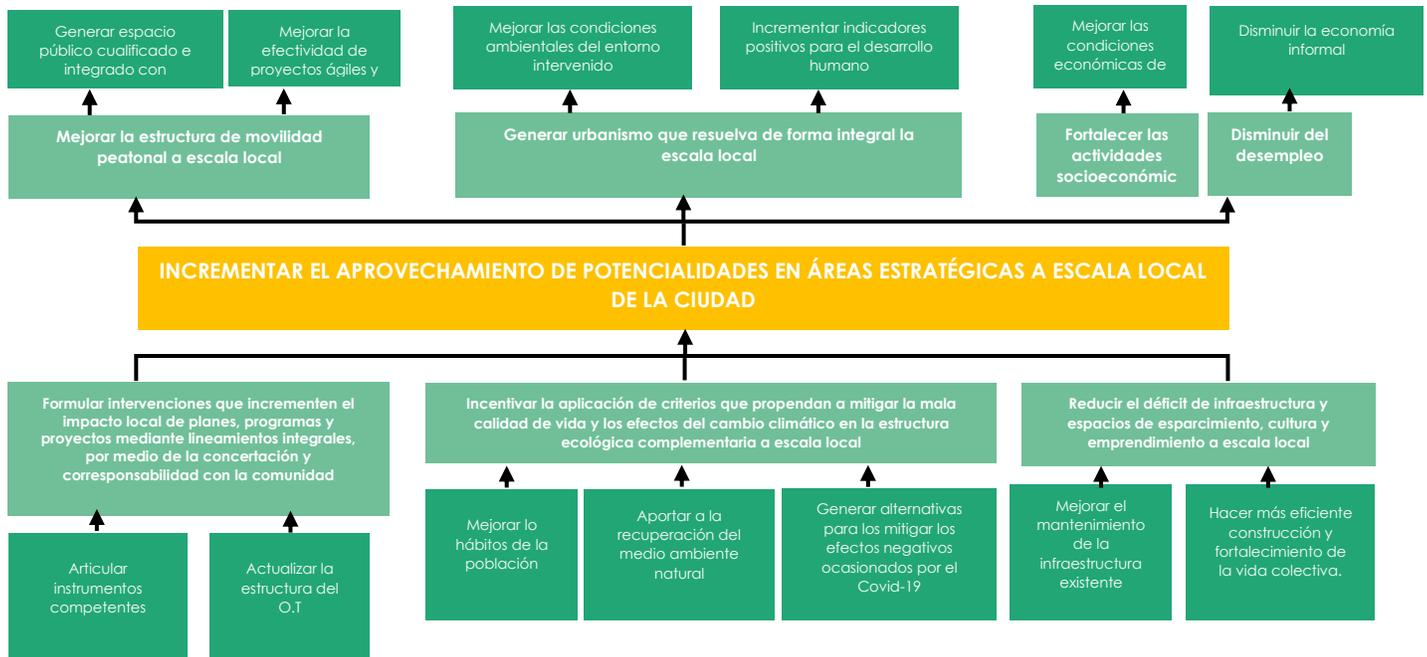 Generar espacio
público cualificado e
integrado con
Mejorar la
efectividad de
proyectos ágiles y
Mejorar las condiciones
ambientales del entorno
intervenido
Incrementar indicadores
positivos para el desarrollo
humano
Mejorar las
condiciones
económicas de
Disminuir la economía
informal
Mejorar la estructura de movilidad
peatonal a escala local
Generar urbanismo que resuelva de forma integral la
escala local
Fortalecer las
actividades
socioeconómic
Disminuir del
desempleo
INCREMENTAR EL APROVECHAMIENTO DE POTENCIALIDADES EN ÁREAS ESTRATÉGICAS A ESCALA LOCAL
DE LA CIUDAD
Formular intervenciones que incrementen el
impacto local de planes, programas y
proyectos mediante lineamientos integrales,
por medio de la concertación y
corresponsabilidad con la comunidad
Incentivar la aplicación de criterios que propendan a mitigar la mala
calidad de vida y los efectos del cambio climático en la estructura
ecológica complementaria a escala local
Reducir el déficit de infraestructura y
espacios de esparcimiento, cultura y
emprendimiento a escala local
Articular
instrumentos
competentes
Actualizar la
estructura del
O.T
Mejorar lo
hábitos de la
población
Aportar a la
recuperación del
medio ambiente
natural
Generar alternativas
para los mitigar los
efectos negativos
ocasionados por el
Covid-19
Mejorar el
mantenimiento
de la
infraestructura
existente
Hacer más eficiente
construcción y
fortalecimiento de
la vida colectiva.